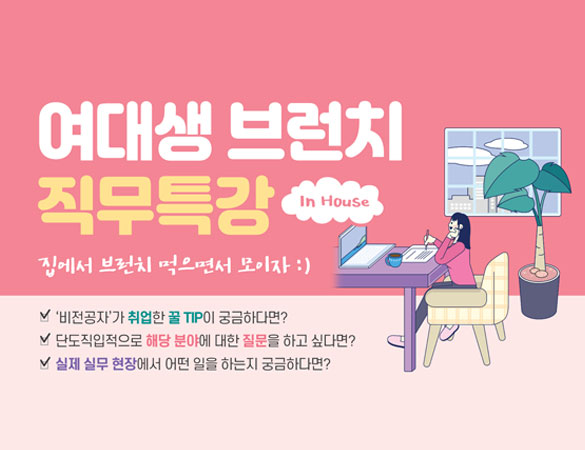 여대생 브런치
직무특강
In House
집에서 브런치 먹으면서 모이자 :)
'비전공자'가 취업한 꿀 TIP이 궁금하다면?
단도직입적으로 해당 분야에 대한 질문을 하고 싶다면?
실제 실무 현장에서 어떤 일을 하는지 궁금하다면?